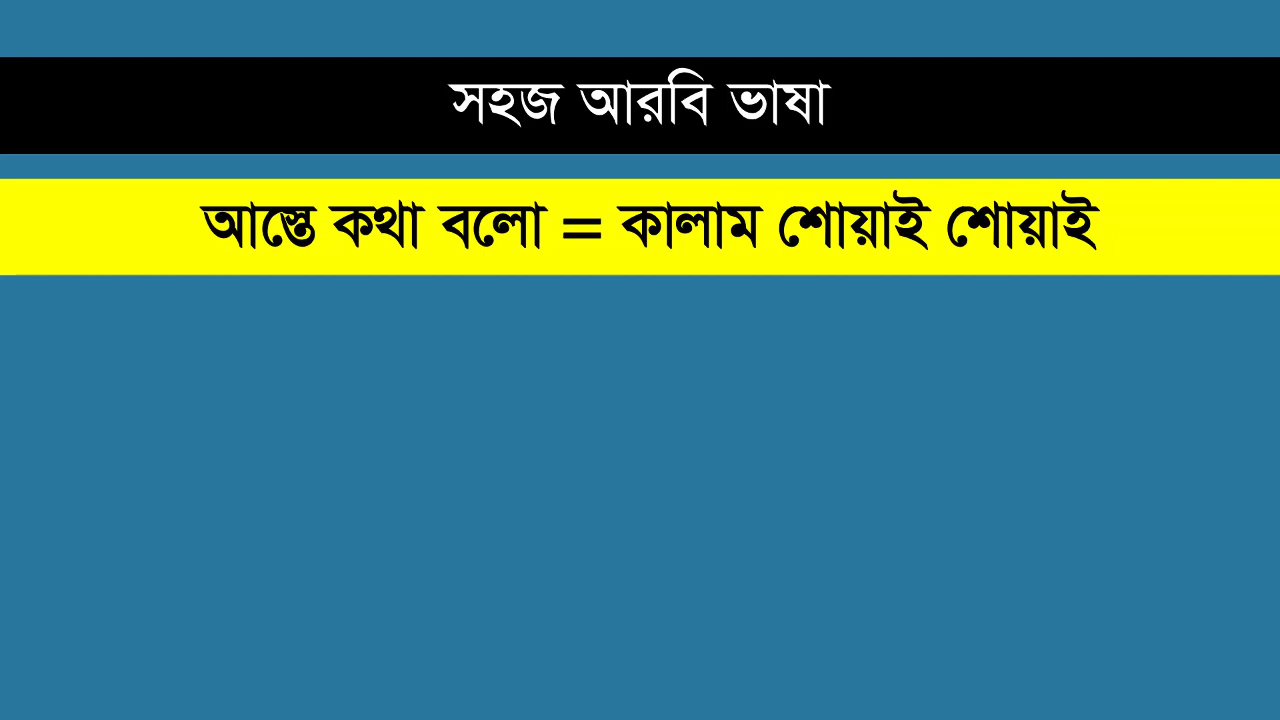 সহজ আরবি ভাষা
আস্তে কথা বলো = কালাম শোয়াই শোয়াই